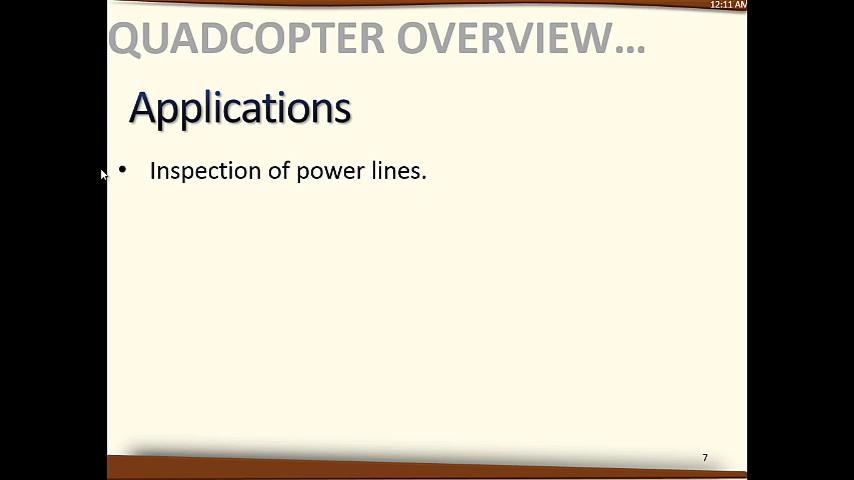 12:11 AM
QUADCOPTER OVERVIEW...
Applications
• Inspection of power lines.
7